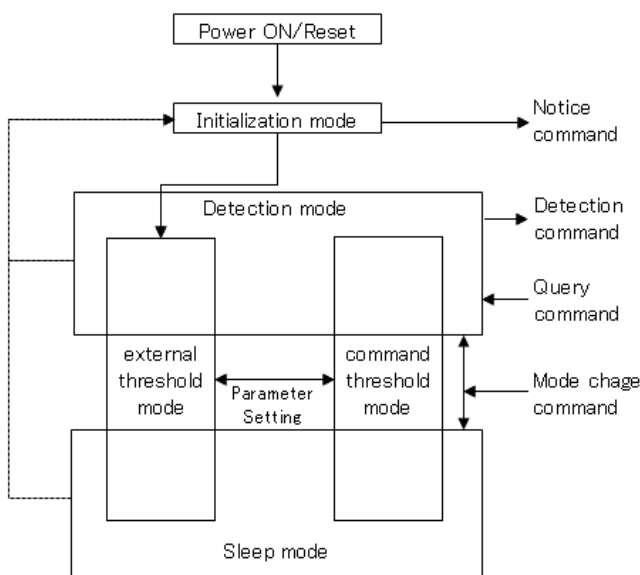 Power ON/Reset
Initialization mode
Notice
command
Detection mode
Detection
command
Query
command
external
threshold
mode
Parameter
Setting
command
threshold
mode
Mode chage
command
Sleep mode